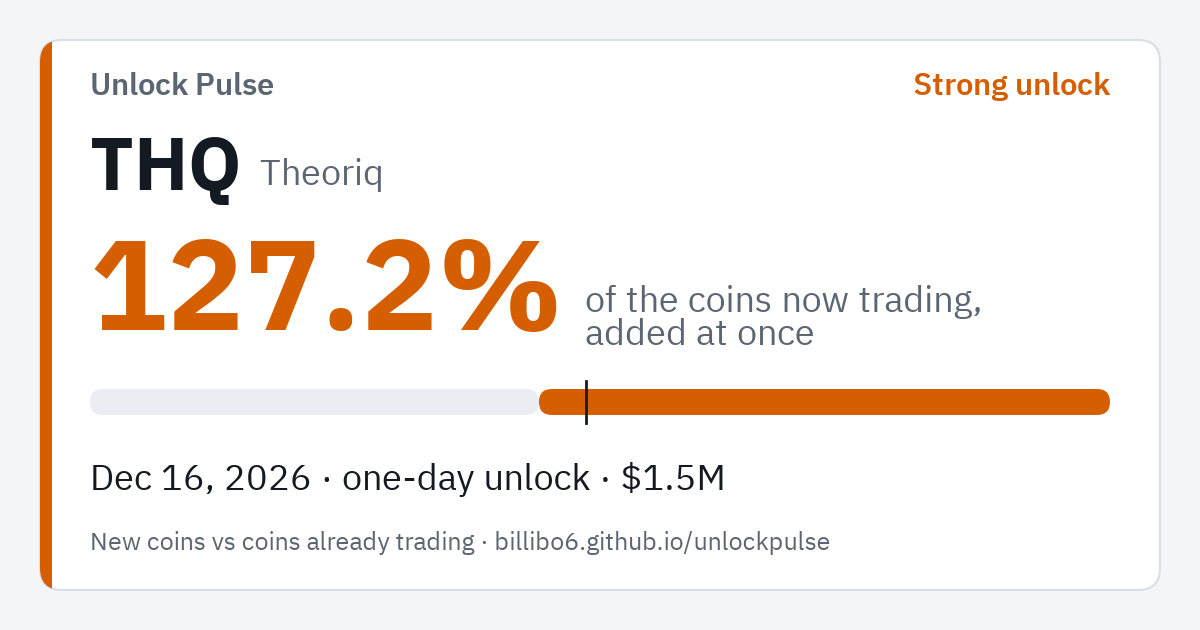 Unlock Pulse
Strong unlock
THQ Theoriq
127.2% of the coins now trading,
added at once
Dec 16, 2026 · one-day unlock · $1.5M
New coins vs coins already trading · billibo6.github.io/unlockpulse